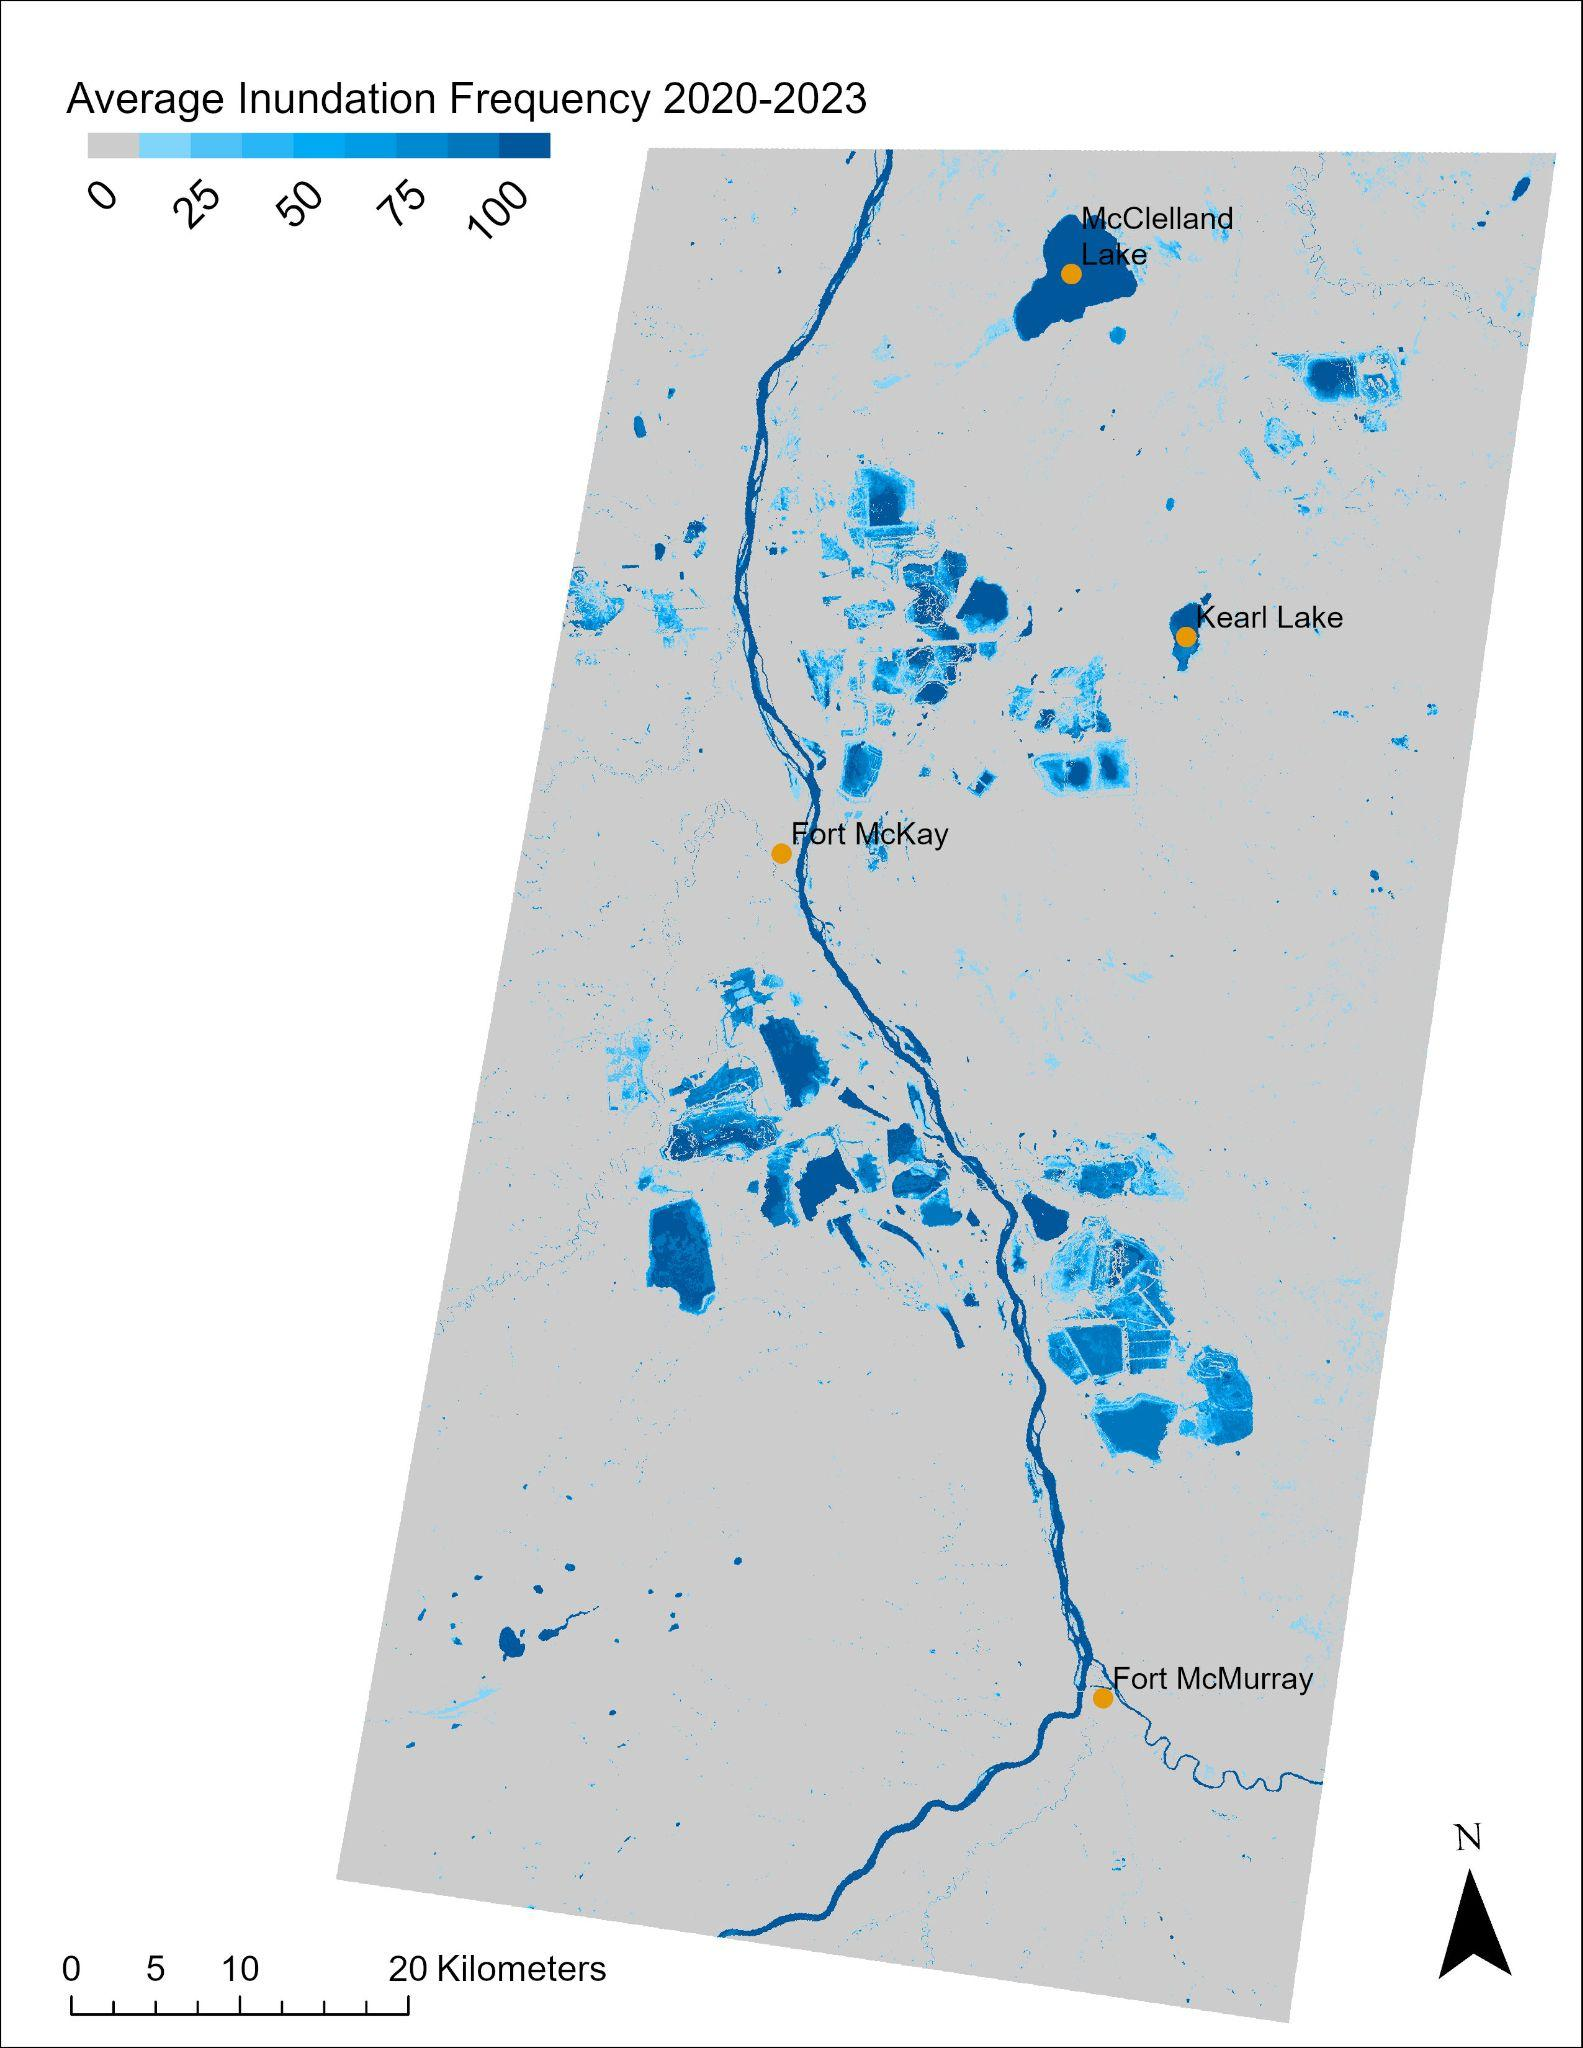 Average Inundation Frequency 2020-2023
0 25 50 75 100
McClelland
Lake
Kearl Lake
Fort McKay
Fort McMurray
N
0 5 10 20 Kilometers